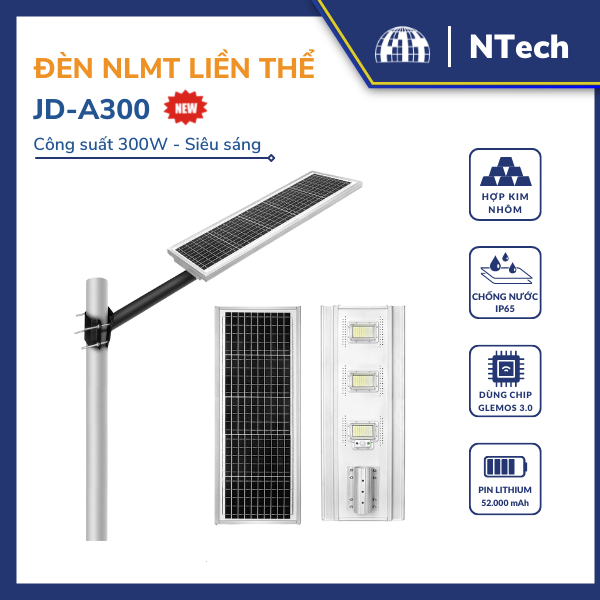 NTech
ĐÈN NLMT LIỀN THỂ
JD-A300 NEW
Công suất 300W - Siêu sáng
HỢP KIM
NHÔM
CHỐNG NƯỚC
IP65
DÙNG CHIP
GLEMOS 3.0
PIN LITHIUM
52.000 mAh